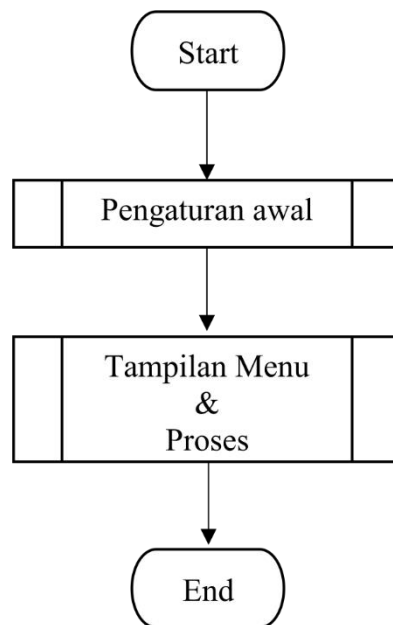 Start
Pengaturan awal
Tampilan Menu
&
Proses
End